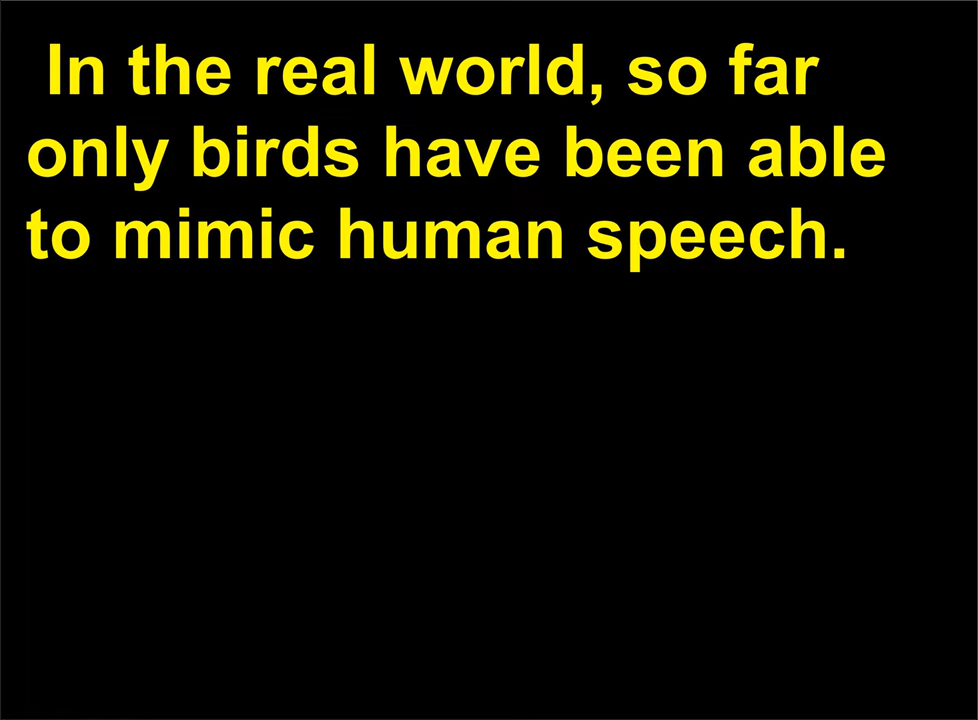 In the real world, so far
only birds have been able
to mimic human speech.